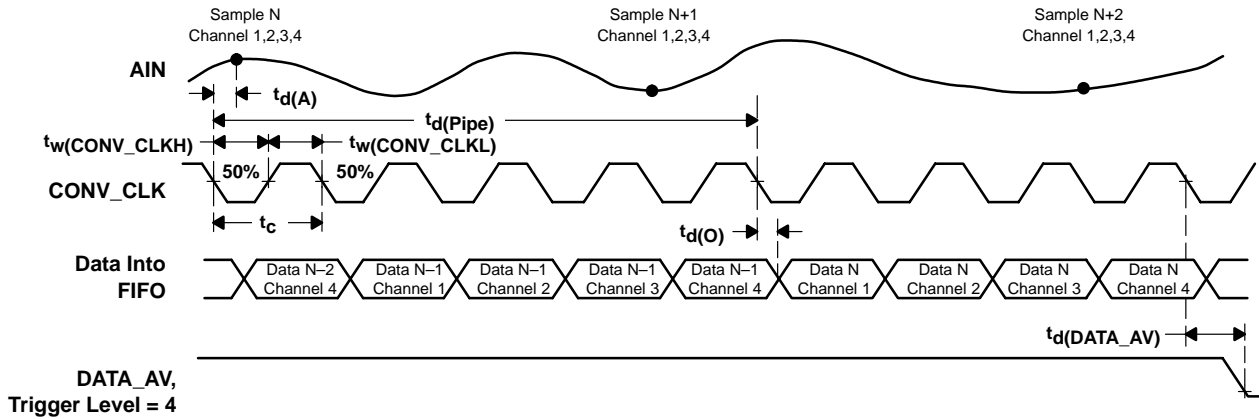 Sample N
Channel 1,2,3,4
Sample N+1
Channel 1,2,3,4
Sample N+2
Channel 1,2,3,4
AIN
td(A)
td(Pipe)
tw(CONV_CLKH)
tw(CONV_CLKL)
50%
50%
CONV_CLK
tc
td(O)
Data Into
FIFO
Data N–2
Channel 4
Data N–1
Channel 1
Data N–1
Channel 2
Data N–1
Channel 3
Data N–1
Channel 4
Data N
Channel 1
Data N
Channel 2
Data N
Channel 3
Data N
Channel 4
td(DATA_AV)
DATA_AV,
Trigger Level = 4